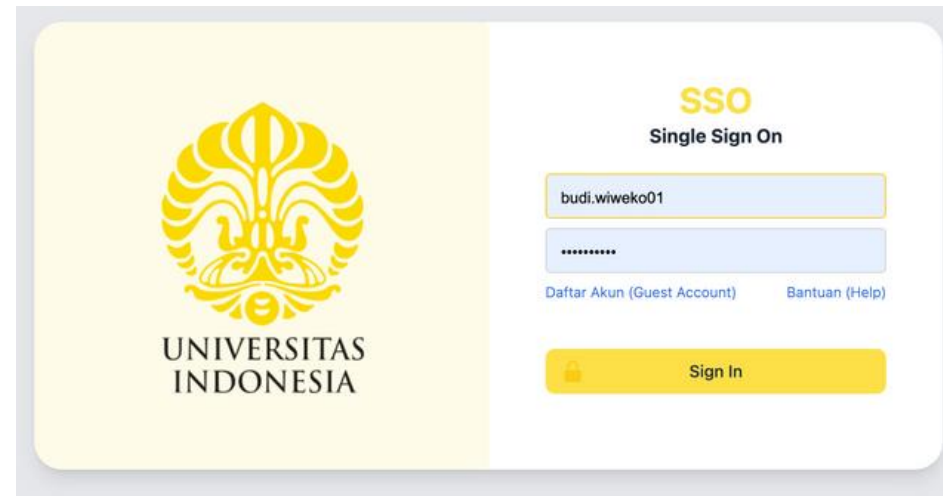 UNIVERSITAS
INDONESIA
SSO
Single Sign On
budi.wiweko01
••••••••••
Daftar Akun (Guest Account) Bantuan (Help)
Sign In